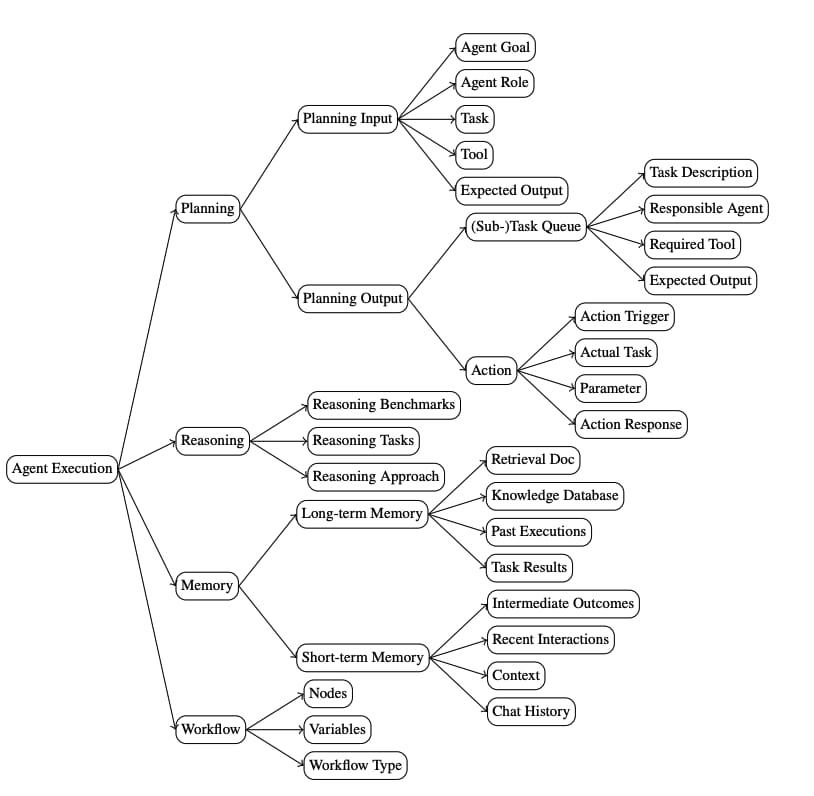 Agent Goal
Agent Role
Planning Input
Task
Tool
Expected Output
Task Description
Planning
Responsible Agent
(Sub-)Task Queue
Required Tool
Expected Output
Planning Output
Action Trigger
Actual Task
Action
Parameter
Reasoning Benchmarks
Action Response
Reasoning
Reasoning Tasks
Retrieval Doc
Agent Execution
Reasoning Approach
Knowledge Database
Long-term Memory
Past Executions
Task Results
Memory
Intermediate Outcomes
Recent Interactions
Short-term Memory
Context
Nodes
Chat History
Workflow
Variables
Workflow Type